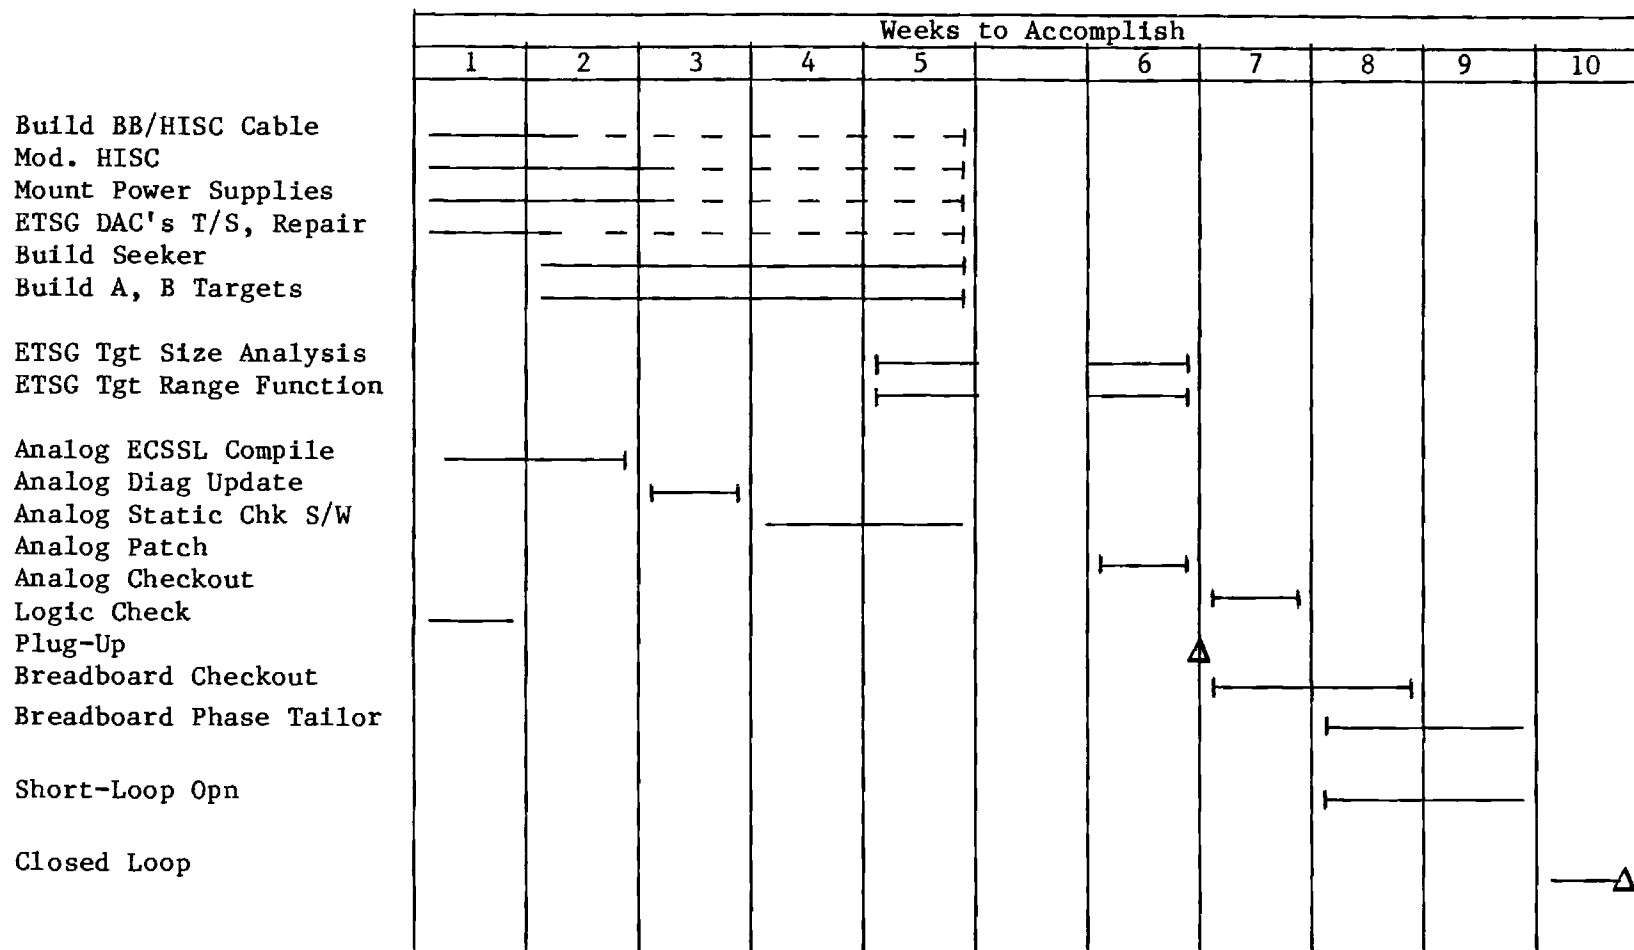 Weeks to Accomplish
1 2 3 4 5 6 7 8 9 10
Build BB/HISC Cable
Mod. HISC
Mount Power Supplies
ETSG DAC's T/S, Repair
Build Seeker
Build A, B Targets
ETSG Tgt Size Analysis
ETSG Tgt Range Function
Analog ECSSL Compile
Analog Diag Update
Analog Static Chk S/W
Analog Patch
Analog Checkout
Logic Check
Plug-Up
Breadboard Checkout
Breadboard Phase Tailor
Short-Loop Opn
Closed Loop